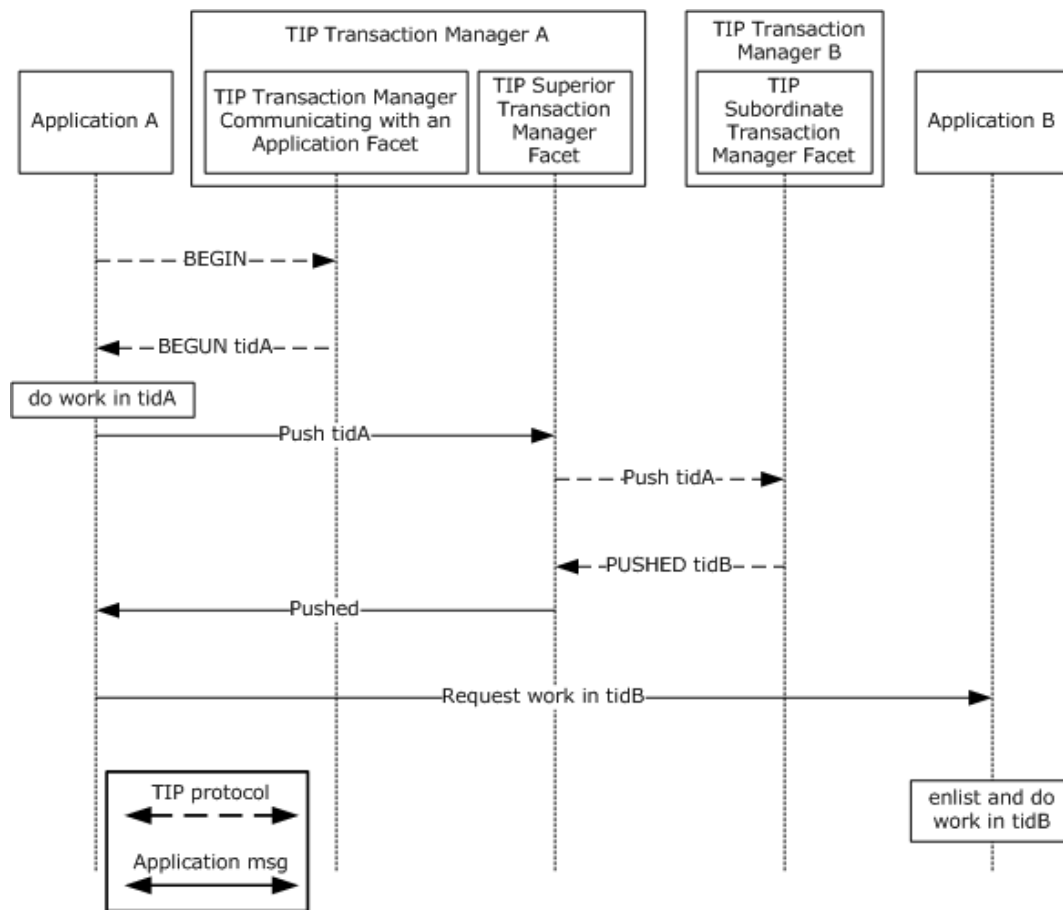 TIP Transaction Manager A
TIP Transaction
Manager B
Application A
TIP Transaction Manager
Communicating with an
Application Facet
TIP Superior
Transaction
Manager
Facet
TIP
Subordinate
Transaction
Manager Facet
Application B
BEGIN
BEGUN tidA
do work in tidA
Push tidA
Push tidA
PUSHED tidB
Pushed
Request work in tidB
TIP protocol
Application msg
enlist and do
work in tidB